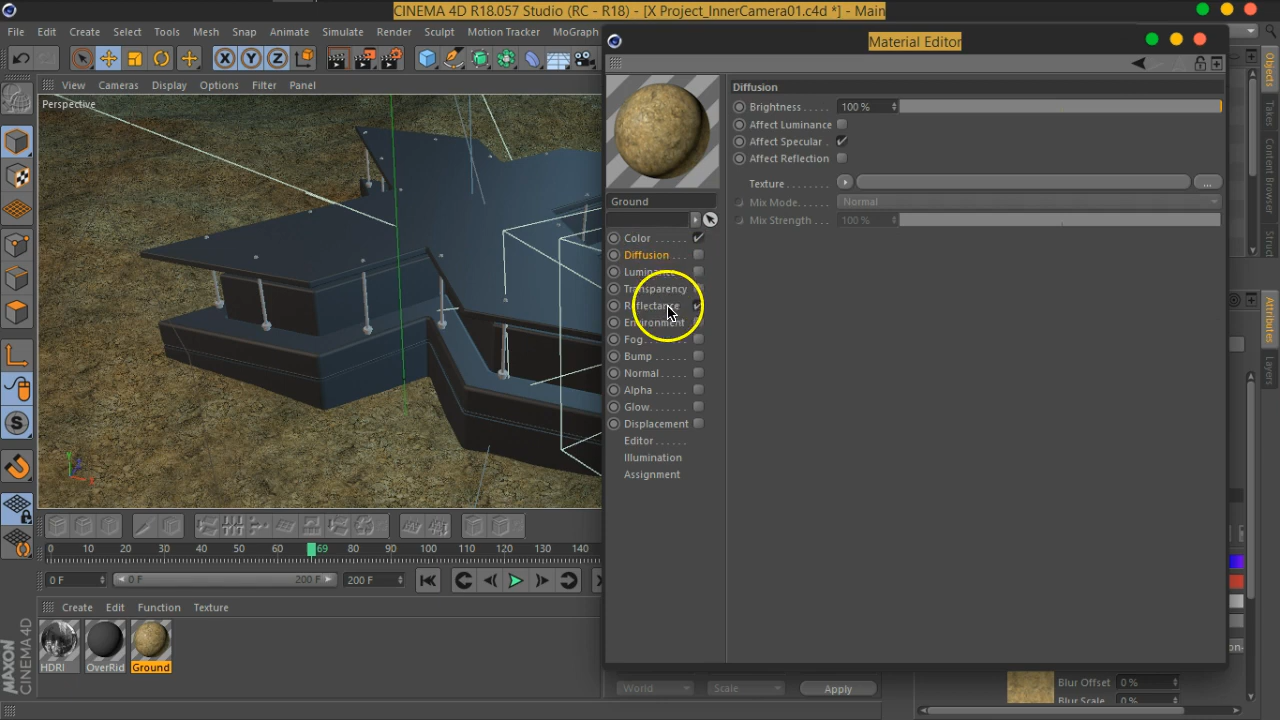 CINEMA 4D R18.057 Studio (RC - R18) - [X Project_InnerCamera01.c4d *] - Main
File Edit Create Select Tools Mesh Snap Animate Simulate Render Sculpt Motion Tracker MoGraph
Material Editor
View Cameras Display Options Filter Panel
Perspective
Diffusion
Brightness ..... 100 %
Affect Luminance
Affect Specular .
Affect Reflection
Texture ........ ...
Mix Mode. .... Normal
Mix Strength ... 100 %
Ground
Color ......
Diffusion ...
Luminance
Transparency
Reflectance
Environment
Fog.......
Bump ......
Normal .....
Alpha ......
Glow.......
Displacement
Editor ......
Illumination
Assignment
0 10 20 30 40 50 60 69 80 90 100 110 120 130 140
0 F 0 F 200 F 200 F
Create Edit Function Texture
HDRI OverRid Ground
World Scale Apply
Blur Offset 0 %
Blur Scale 0 %
Objects
Takes
Content Browser
Struct
Attributes
Layers
MAXON
CINEMA 4D